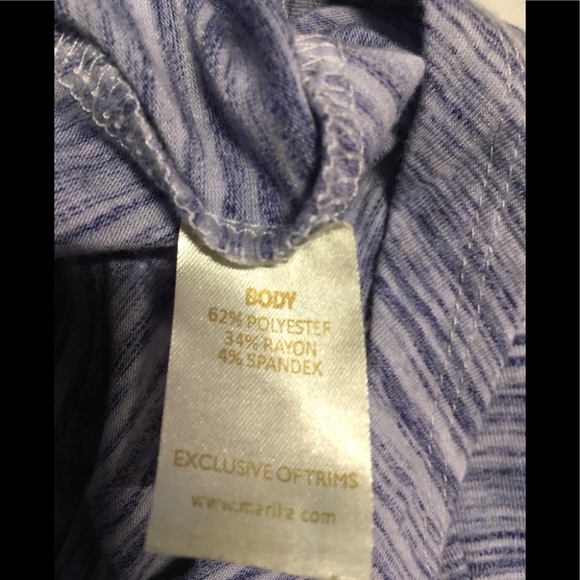 BODY
62% POLYESTER
34% RAYON
4% SPANDEX
EXCLUSIVE OF TRIMS
www.marika.com